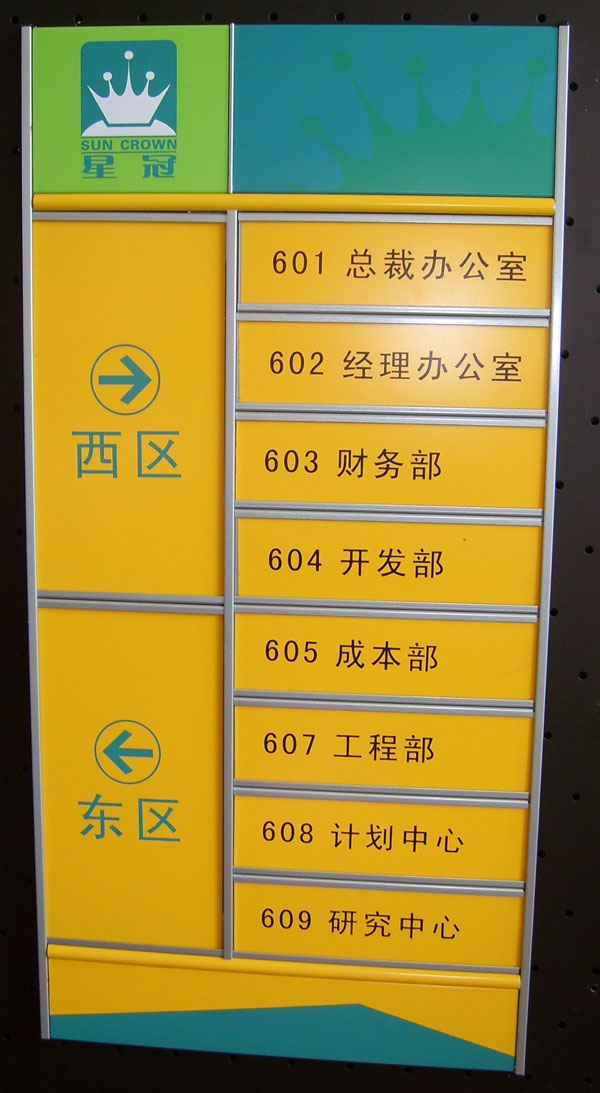 SUN CROWN
星冠
西区
601 总裁办公室
602 经理办公室
603 财务部
604 开发部
东区
605 成本部
607 工程部
608 计划中心
609 研究中心